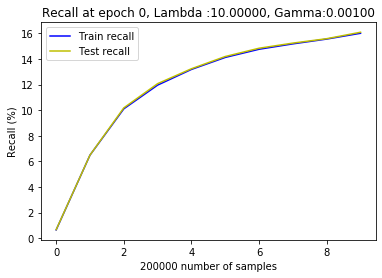 Recall at epoch 0, Lambda :10.00000, Gamma:0.00100
Train recall
Test recall
Recall (%)
16
14
12
10
8
6
4
2
0
0 2 4 6 8
200000 number of samples